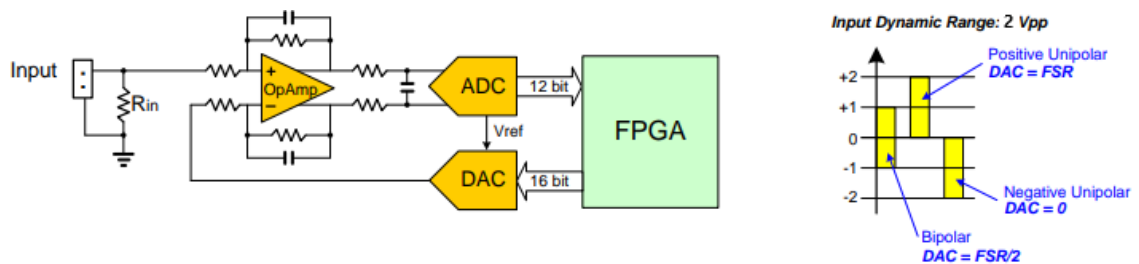 Input
Rin
+
OpAmp
−
ADC
12 bit
Vref
DAC
16 bit
FPGA
Input Dynamic Range: 2 Vpp
+2
+1
0
-1
-2
Positive Unipolar
DAC = FSR
Negative Unipolar
DAC = 0
Bipolar
DAC = FSR/2